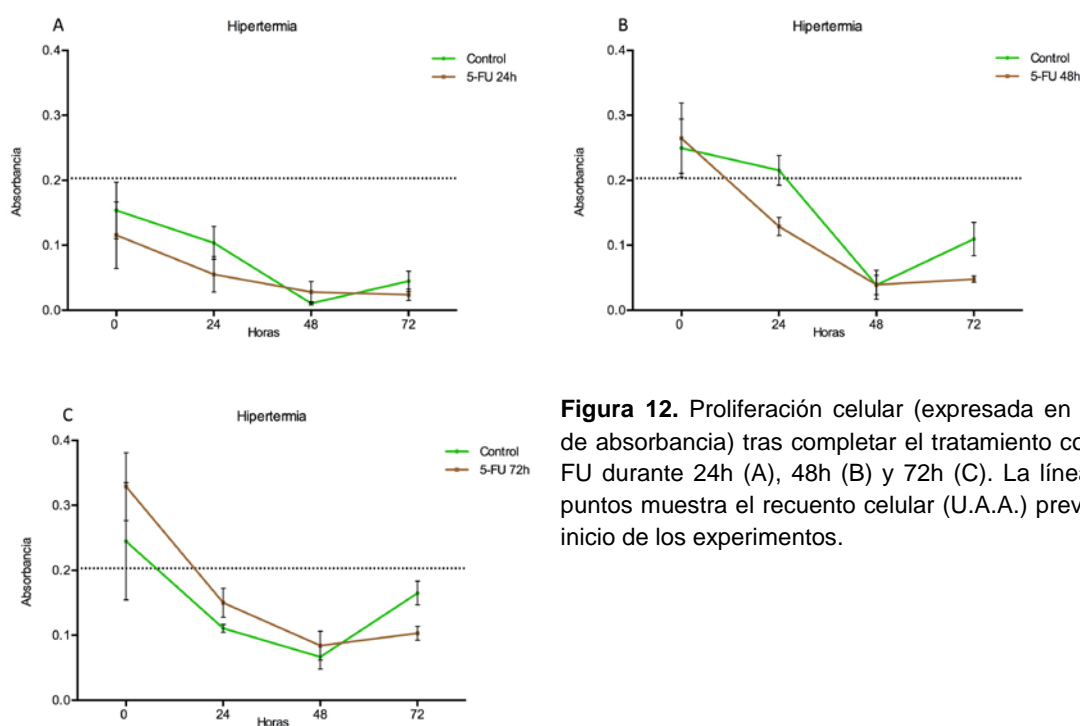 A
Hipertermia
Control
5-FU 24h
0.4
0.3
0.2
0.1
0.0
Absorbancia
0 24 48 72
Horas
B
Hipertermia
Control
5-FU 48h
0.4
0.3
0.2
0.1
0.0
Absorbancia
0 24 48 72
Horas
C
Hipertermia
Control
5-FU 72h
0.4
0.3
0.2
0.1
0.0
Absorbancia
0 24 48 72
Horas
Figura 12. Proliferación celular (expresada en
de absorbancia) tras completar el tratamiento co
FU durante 24h (A), 48h (B) y 72h (C). La línea
puntos muestra el recuento celular (U.A.A.) prev
inicio de los experimentos.